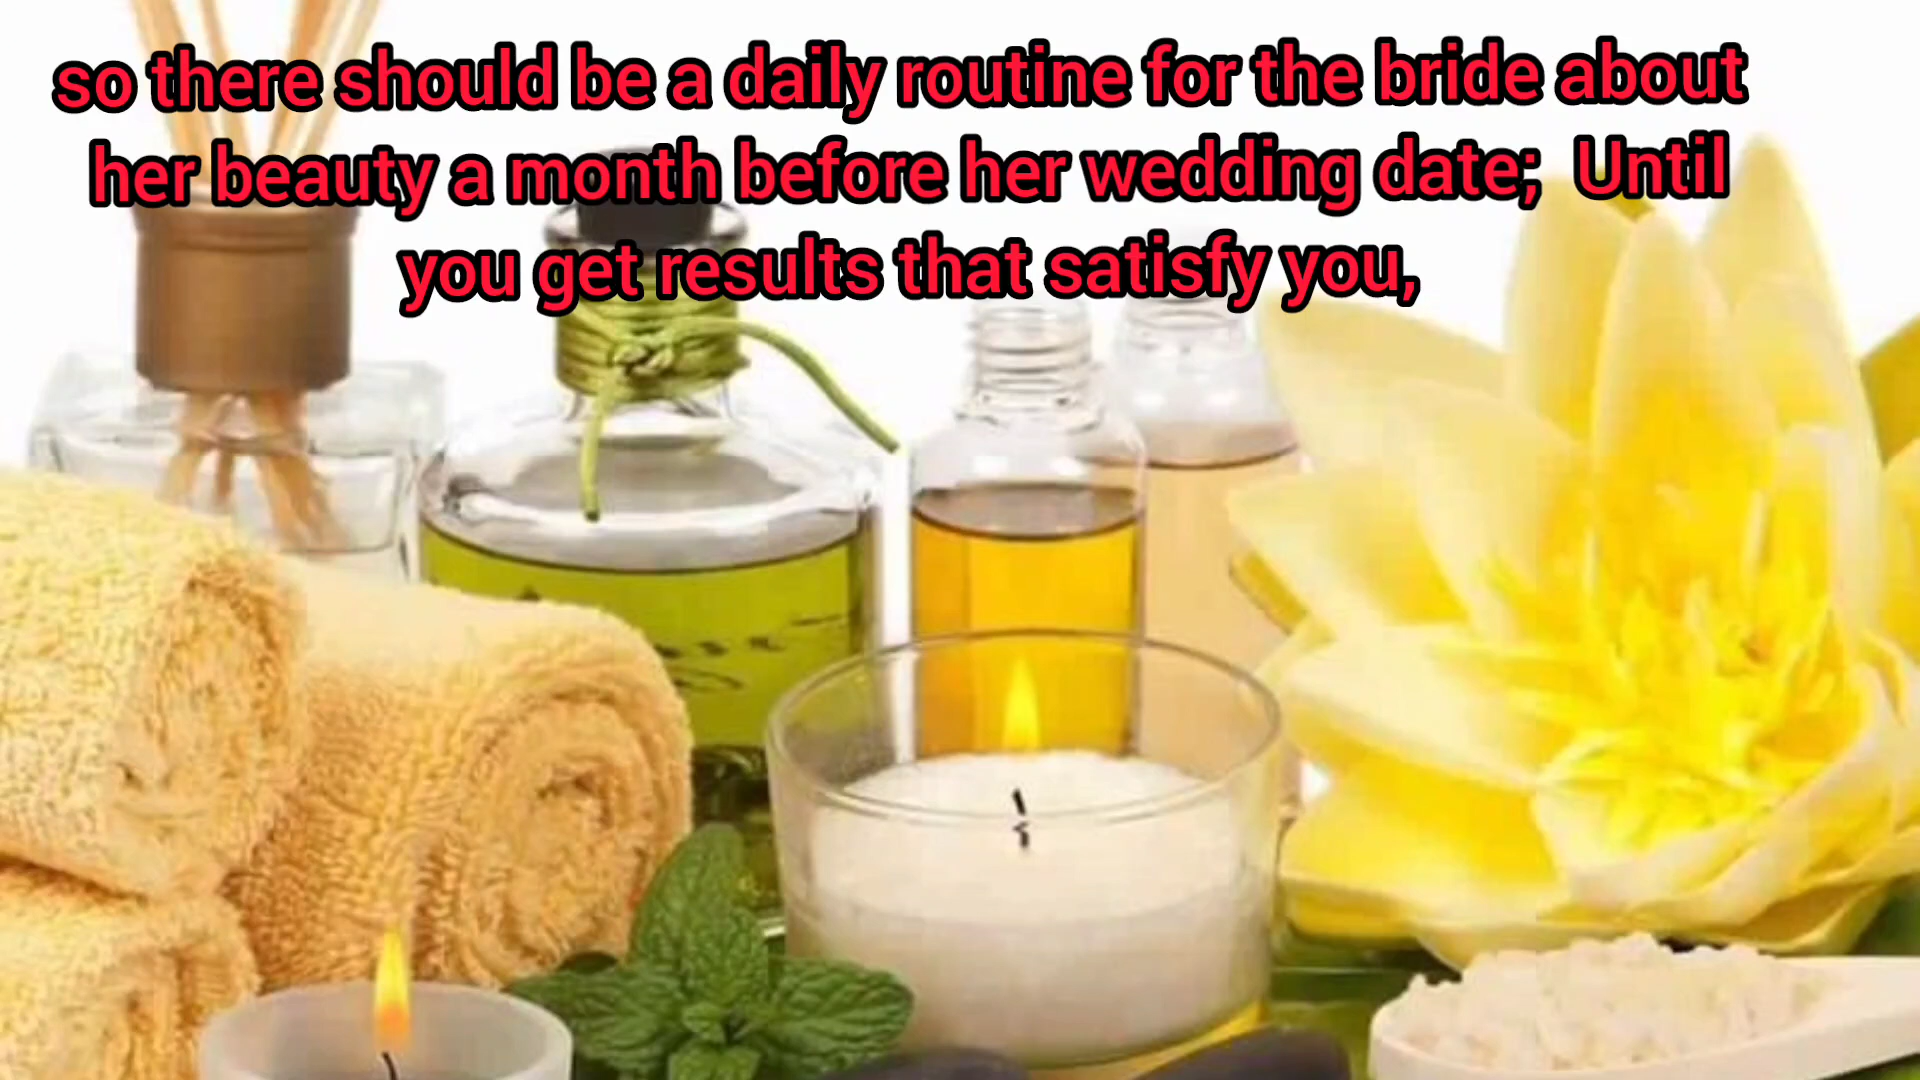 so there should be a daily routine for the bride about
her beauty a month before her wedding date;  Until
you get results that satisfy you,